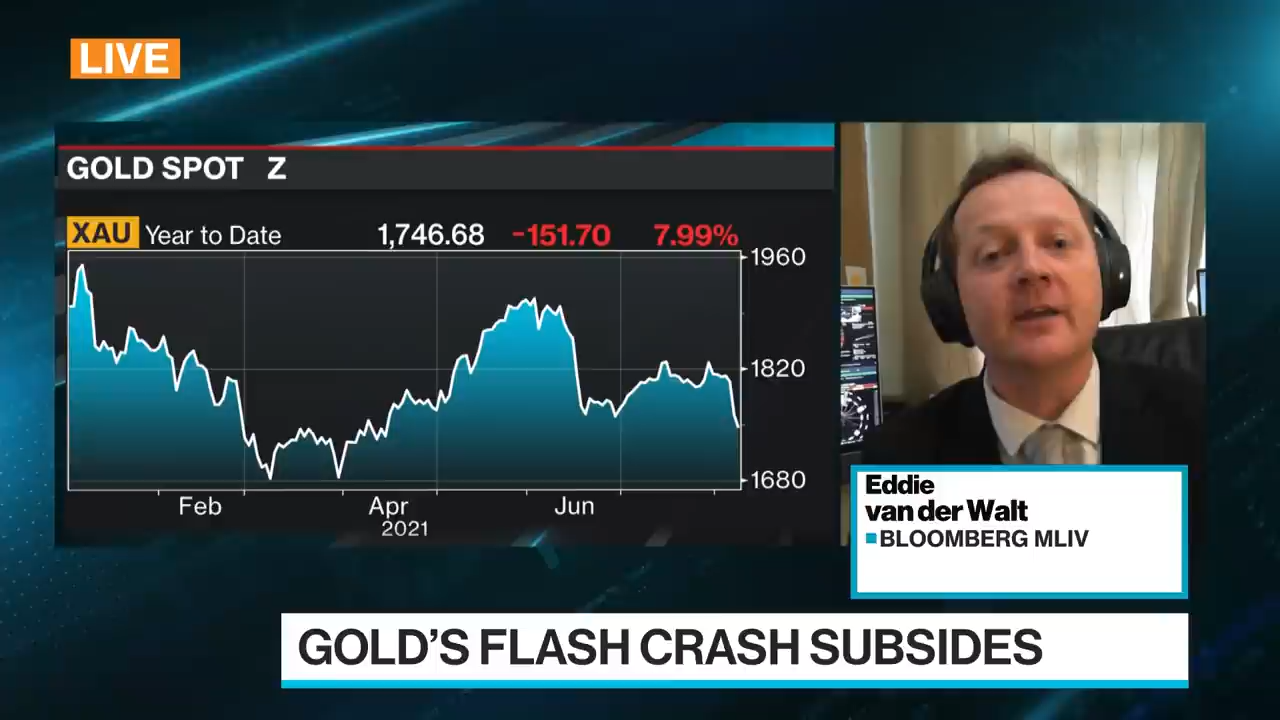 LIVE
GOLD SPOT Z
XAU Year to Date 1,746.68 -151.70 7.99%
1960
1820
1680
Feb Apr Jun
2021
Eddie
van der Walt
BLOOMBERG MLIV
GOLD'S FLASH CRASH SUBSIDES